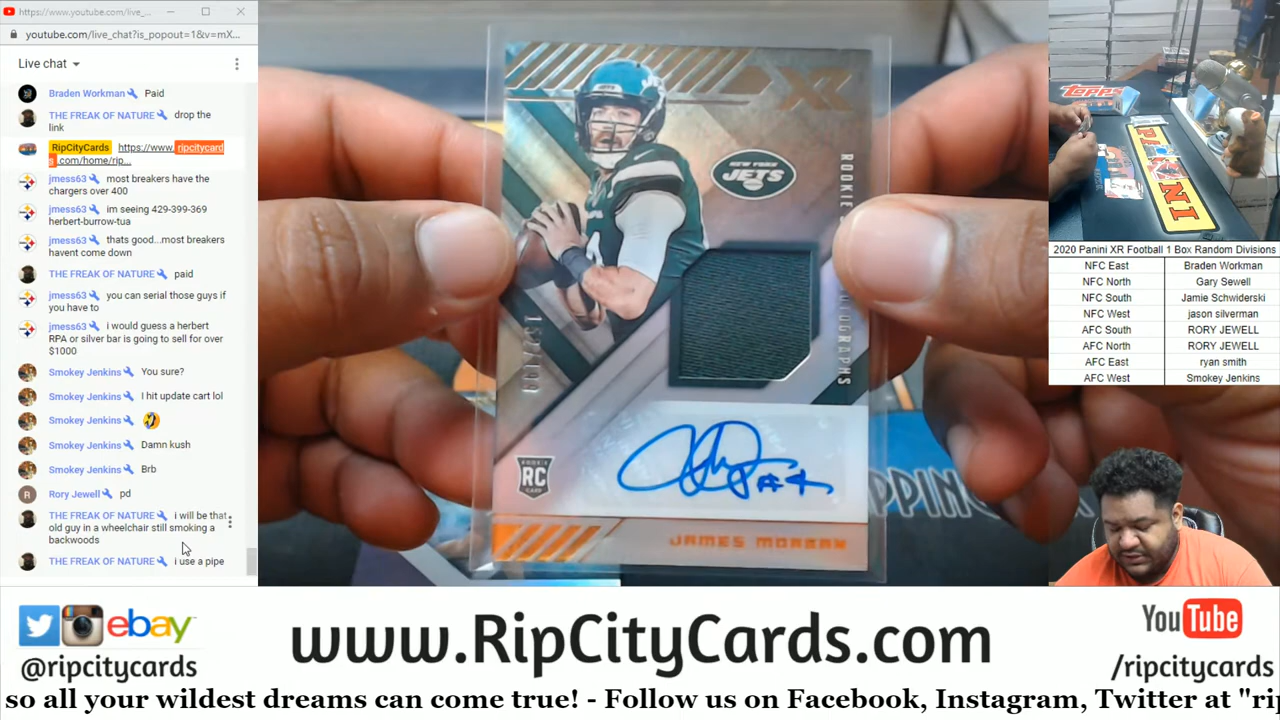 https://www.youtube.com/live_...
youtube.com/live_chat?is_popout=1&v=mX...
Live chat
Braden Workman Paid
THE FREAK OF NATURE drop the
link
RipCityCards https://www.ripcitycard
s.com/home/rip...
jmess63 most breakers have the
chargers over 400
jmess63 im seeing 429-399-369
herbert-burrow-tua
jmess63 thats good...most breakers
havent come down
THE FREAK OF NATURE paid
jmess63 you can serial those guys if
you have to
jmess63 i would guess a herbert
RPA or silver bar is going to sell for over
$1000
Smokey Jenkins You sure?
Smokey Jenkins I hit update cart lol
Smokey Jenkins 🤣
Smokey Jenkins Damn kush
Smokey Jenkins Brb
R Rory Jewell pd
THE FREAK OF NATURE i will be that
old guy in a wheelchair still smoking a
backwoods
THE FREAK OF NATURE i use a pipe
XR
JETS
NEW YORK
JETS
ROOKIE
RC
CARD
#4
JAMES MORGAN
PPIN
Topps
PANINI
2020 Panini XR Football 1 Box Random Divisions
NFC East Braden Workman
NFC North Gary Sewell
NFC South Jamie Schwiderski
NFC West jason silverman
AFC South RORY JEWELL
AFC North RORY JEWELL
AFC East ryan smith
AFC West Smokey Jenkins
ebay
@ripcitycards
www.RipCityCards.com
YouTube
/ripcitycards
so all your wildest dreams can come true! - Follow us on Facebook, Instagram, Twitter at "rip